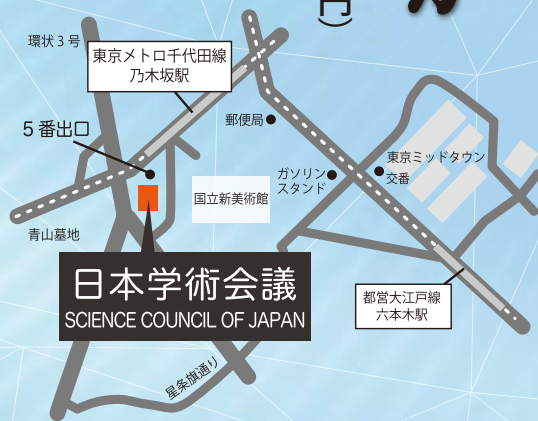 円）
環状3号
東京メトロ千代田線
乃木坂駅
5番出口
郵便局
東京ミッドタウン
交番
ガソリン
スタンド
国立新美術館
青山墓地
日本学術会議
SCIENCE COUNCIL OF JAPAN
都営大江戸線
六本木駅
星条旗通り